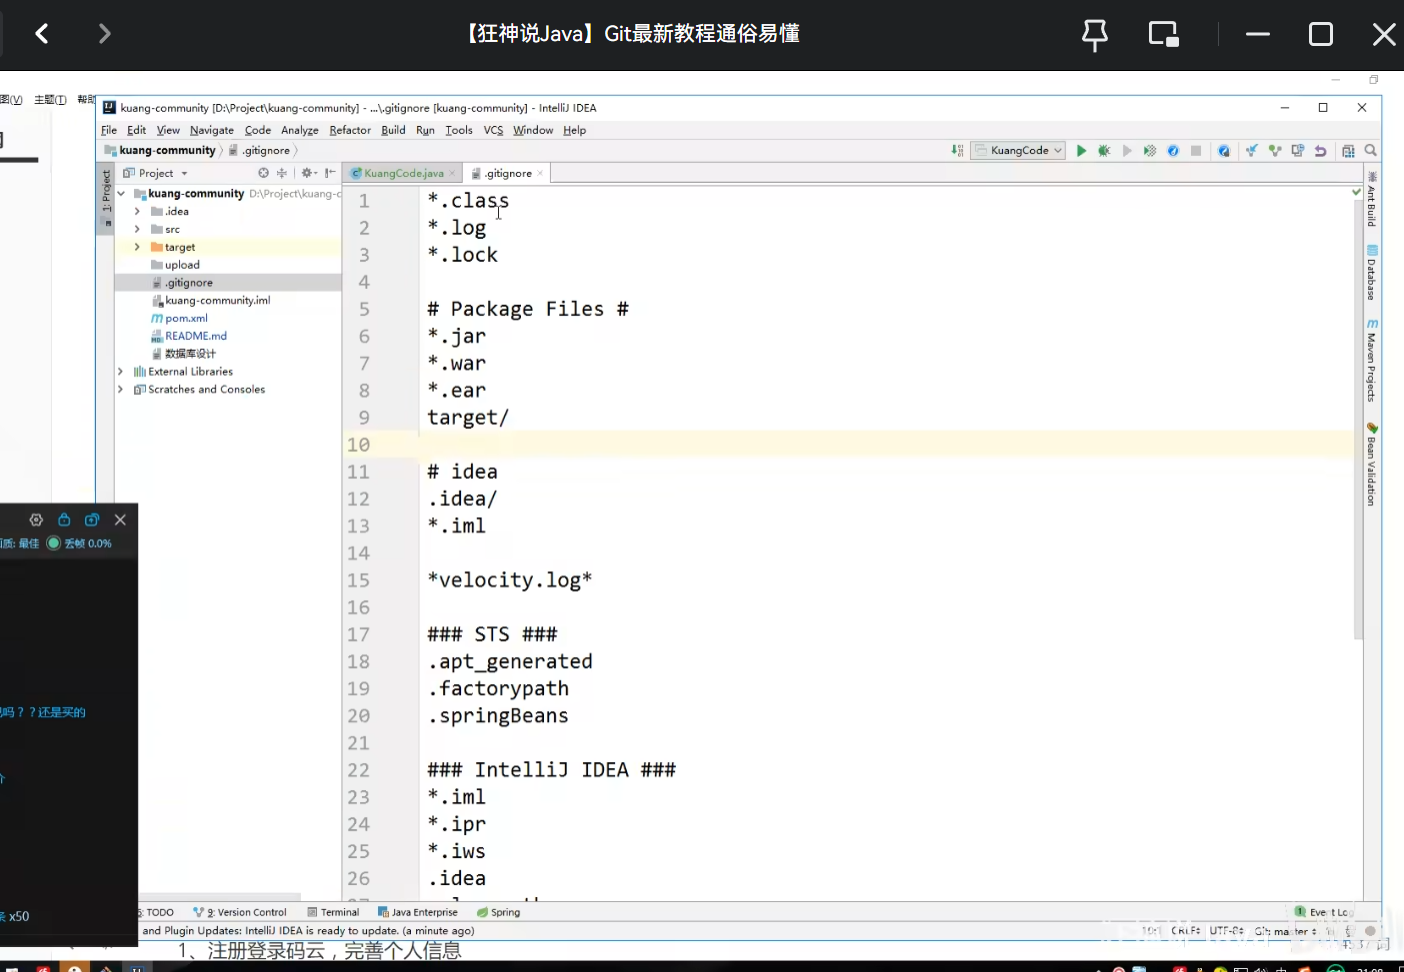 【狂神说Java】Git最新教程通俗易懂
图(V) 主题(T) 帮助
kuang-community [D:\Project\kuang-community] - ...\.gitignore [kuang-community] - IntelliJ IDEA
File Edit View Navigate Code Analyze Refactor Build Run Tools VCS Window Help
kuang-community .gitignore
KuangCode
1: Project
Project
KuangCode.java
.gitignore
kuang-community D:\Project\kuang-c
.idea
src
target
upload
.gitignore
kuang-community.iml
pom.xml
README.md
数据库设计
External Libraries
Scratches and Consoles
1 *.class
2 *.log
3 *.lock
4
5 # Package Files #
6 *.jar
7 *.war
8 *.ear
9 target/
10
11 # idea
12 .idea/
13 *.iml
14
15 *velocity.log*
16
17 ### STS ###
18 .apt_generated
19 .factorypath
20 .springBeans
21
22 ### IntelliJ IDEA ###
23 *.iml
24 *.ipr
25 *.iws
26 .idea
Ant Build
Database
Maven Projects
Bean Validation
画质: 最佳 丢帧 0.0%
吗？？还是买的
x50
6: TODO 9: Version Control Terminal Java Enterprise Spring
1 Event Log
and Plugin Updates: IntelliJ IDEA is ready to update. (a minute ago)
10:1 CRLF UTF-8 Git: master
1、注册登录码云，完善个人信息